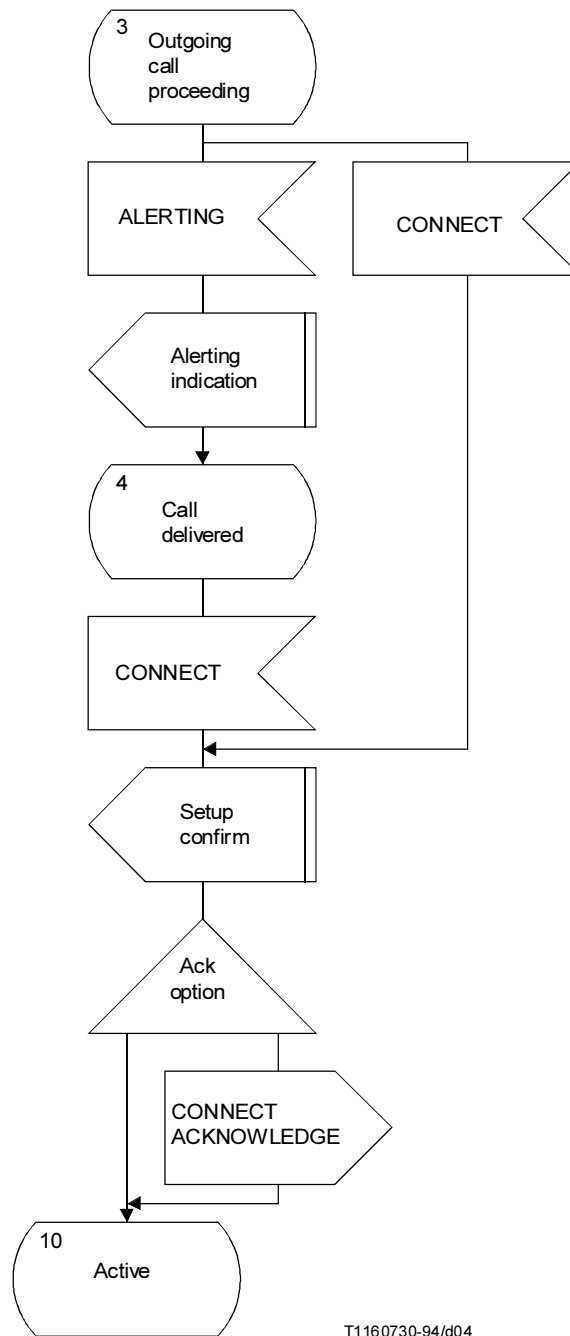 3
Outgoing
call
proceeding
ALERTING
CONNECT
Alerting
indication
4
Call
delivered
CONNECT
Setup
confirm
Ack
option
CONNECT
ACKNOWLEDGE
10
Active
T1160730-94/d04